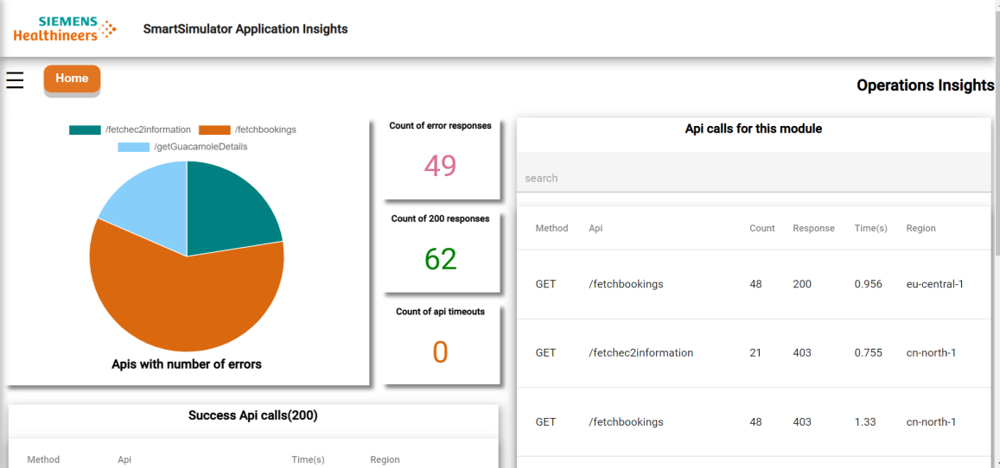 SIEMENS
Healthineers
SmartSimulator Application Insights
Home
Operations Insights
/fetchec2information
/fetchbookings
/getGuacamoleDetails
Apis with number of errors
Count of error responses
49
Count of 200 responses
62
Count of api timeouts
0
Api calls for this module
search
Method Api Count Response Time(s) Region
GET /fetchbookings 48 200 0.956 eu-central-1
GET /fetchec2information 21 403 0.755 cn-north-1
GET /fetchbookings 48 403 1.33 cn-north-1
Success Api calls(200)
Method Api Time(s) Region